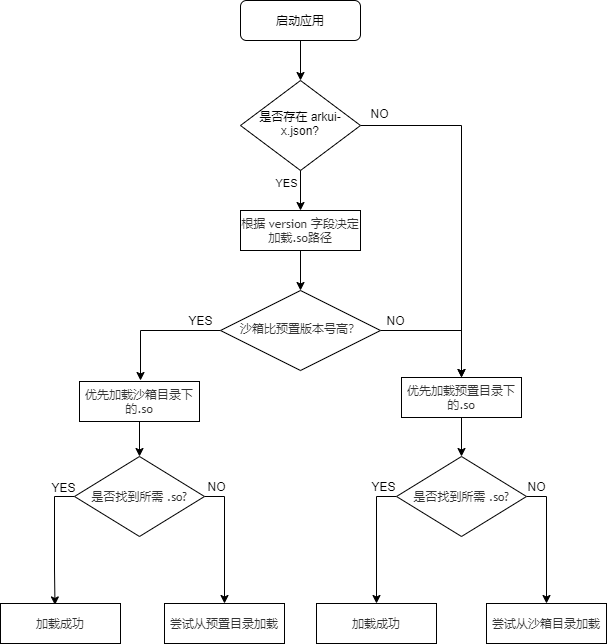 启动应用
是否存在 arkui-
x.json?
NO
YES
根据 version 字段决定
加载.so路径
YES
沙箱比预置版本号高?
NO
优先加载沙箱目录下
的.so
优先加载预置目录下
的.so
YES
是否找到所需 .so?
NO
YES
是否找到所需 .so?
NO
加载成功
尝试从预置目录加载
加载成功
尝试从沙箱目录加载